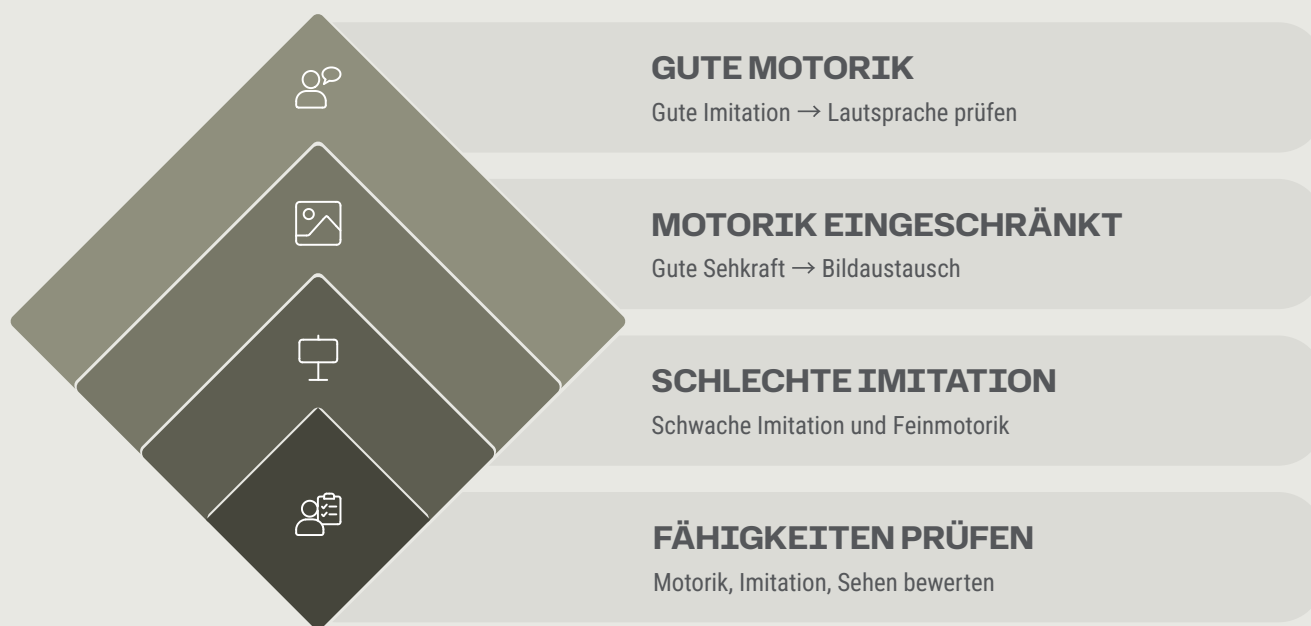 GUTE MOTORIK
Gute Imitation → Lautsprache prüfen
MOTORIK EINGESCHRÄNKT
Gute Sehkraft → Bildaustausch
SCHLECHTE IMITATION
Schwache Imitation und Feinmotorik
FÄHIGKEITEN PRÜFEN
Motorik, Imitation, Sehen bewerten